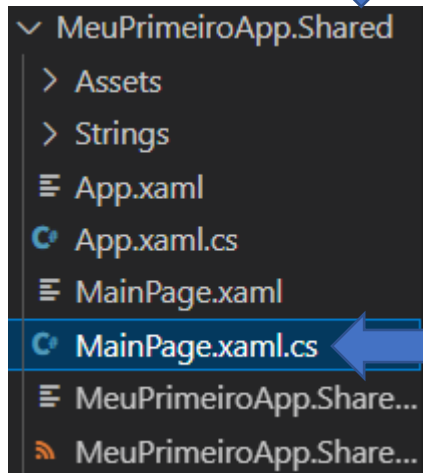 MeuPrimeiroApp.Shared
Assets
Strings
App.xaml
App.xaml.cs
MainPage.xaml
MainPage.xaml.cs
MeuPrimeiroApp.Share...
MeuPrimeiroApp.Share...